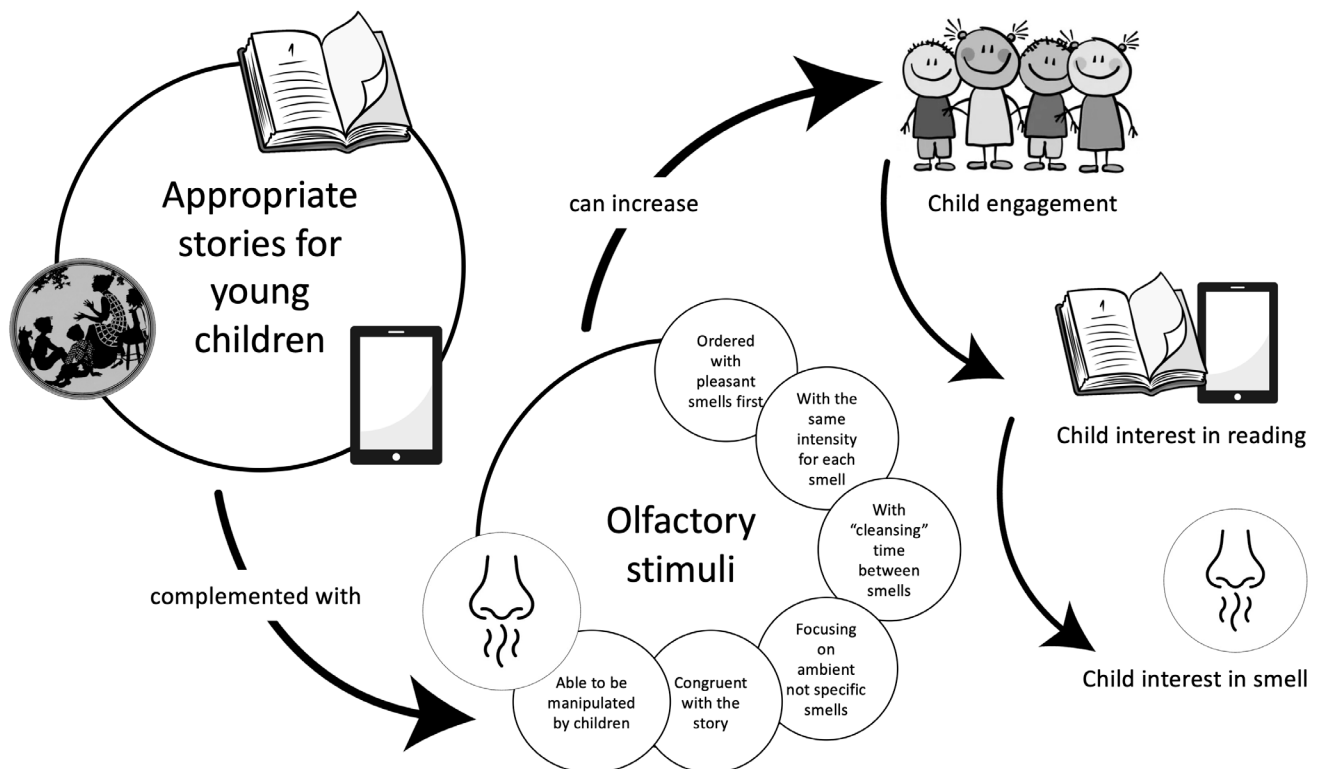 1
Appropriate
stories for
young
children
complemented with
Olfactory
stimuli
Ordered
with
pleasant
smells first
With the
same
intensity
for each
smell
With
“cleansing”
time
between
smells
Focusing
on
ambient
not specific
smells
Congruent
with the
story
Able to be
manipulated
by children
can increase
Child engagement
1
Child interest in reading
Child interest in smell